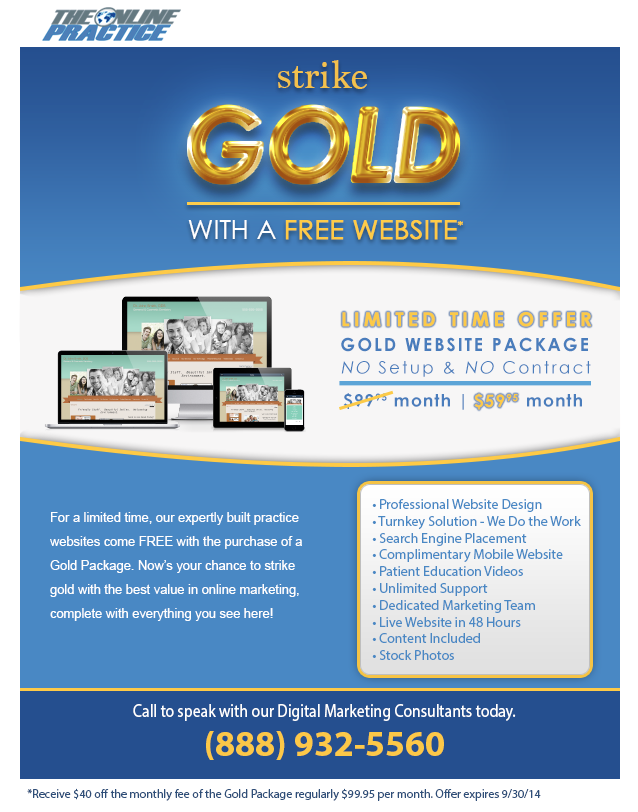 THE ONLINE
PRACTICE
strike
GOLD
WITH A FREE WEBSITE*
LIMITED TIME OFFER
GOLD WEBSITE PACKAGE
NO Setup & NO Contract
$99⁹⁵ month | $59⁹⁵ month
For a limited time, our expertly built practice
websites come FREE with the purchase of a
Gold Package. Now's your chance to strike
gold with the best value in online marketing,
complete with everything you see here!
• Professional Website Design
• Turnkey Solution - We Do the Work
• Search Engine Placement
• Complimentary Mobile Website
• Patient Education Videos
• Unlimited Support
• Dedicated Marketing Team
• Live Website in 48 Hours
• Content Included
• Stock Photos
Call to speak with our Digital Marketing Consultants today.
(888) 932-5560
*Receive $40 off the monthly fee of the Gold Package regularly $99.95 per month. Offer expires 9/30/14